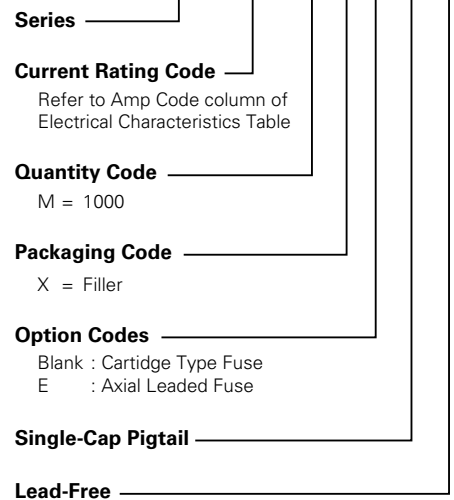 Series
Current Rating Code
Refer to Amp Code column of
Electrical Characteristics Table
Quantity Code
M = 1000
Packaging Code
X = Filler
Option Codes
Blank : Cartidge Type Fuse
E : Axial Leaded Fuse
Single-Cap Pigtail
Lead-Free